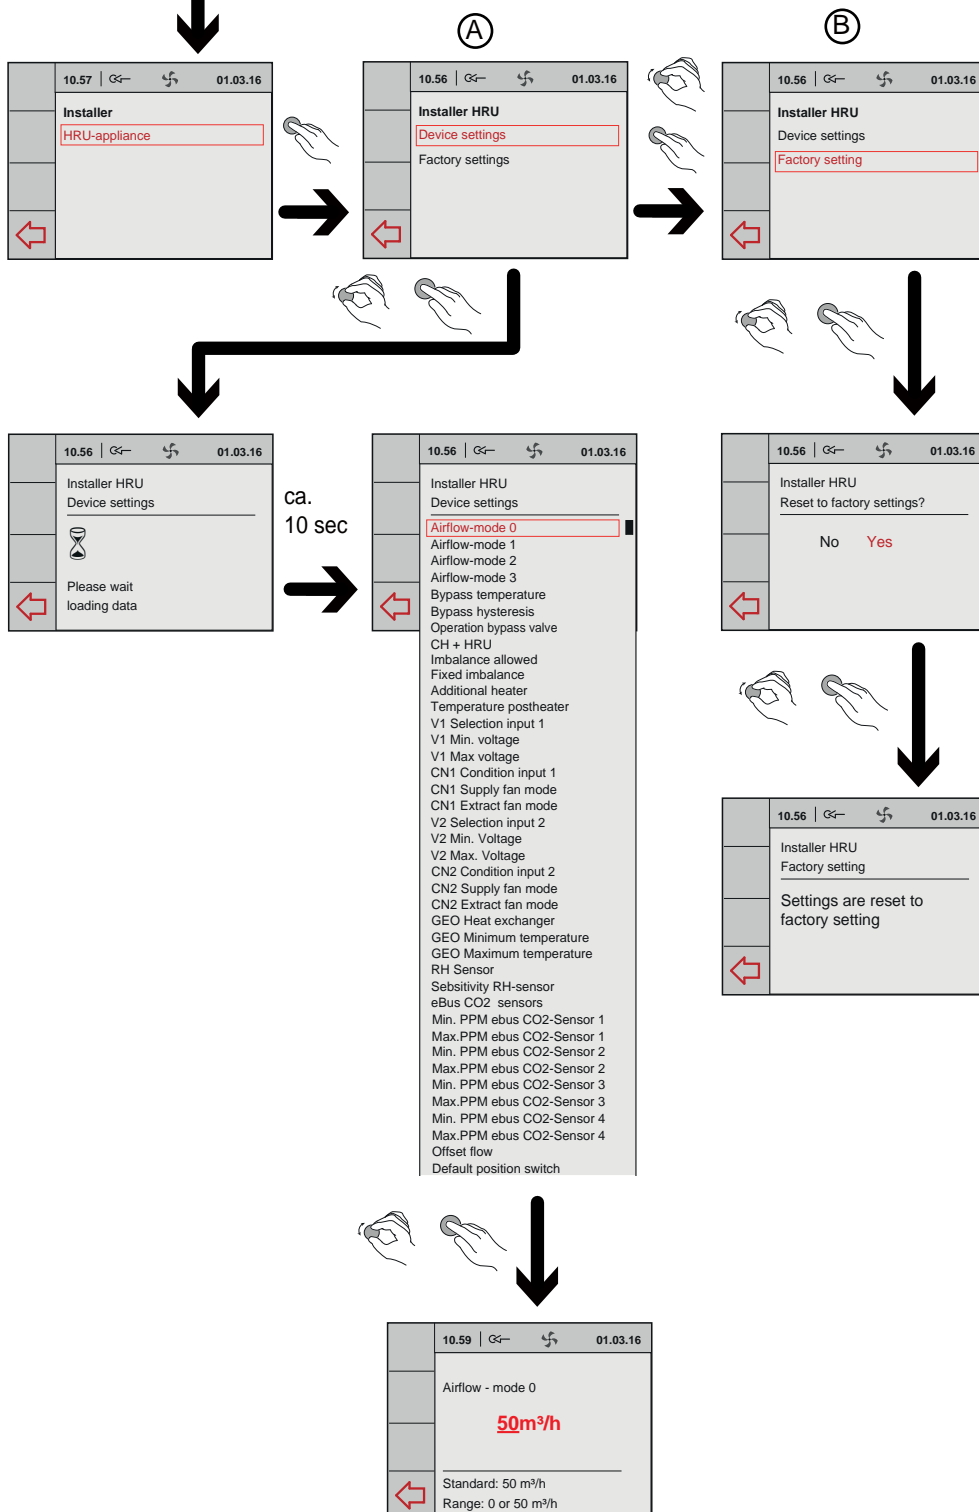 A
B
10.57 01.03.16
Installer
HRU-appliance
10.56 01.03.16
Installer HRU
Device settings
Factory settings
10.56 01.03.16
Installer HRU
Device settings
Factory setting
10.56 01.03.16
Installer HRU
Device settings
Please wait
loading data
ca.
10 sec
10.56 01.03.16
Installer HRU
Device settings
Airflow-mode 0
Airflow-mode 1
Airflow-mode 2
Airflow-mode 3
Bypass temperature
Bypass hysteresis
Operation bypass valve
CH + HRU
Imbalance allowed
Fixed imbalance
Additional heater
Temperature postheater
V1 Selection input 1
V1 Min. voltage
V1 Max voltage
CN1 Condition input 1
CN1 Supply fan mode
CN1 Extract fan mode
V2 Selection input 2
V2 Min. Voltage
V2 Max. Voltage
CN2 Condition input 2
CN2 Supply fan mode
CN2 Extract fan mode
GEO Heat exchanger
GEO Minimum temperature
GEO Maximum temperature
RH Sensor
Sebsitivity RH-sensor
eBus CO2 sensors
Min. PPM ebus CO2-Sensor 1
Max.PPM ebus CO2-Sensor 1
Min. PPM ebus CO2-Sensor 2
Max.PPM ebus CO2-Sensor 2
Min. PPM ebus CO2-Sensor 3
Max.PPM ebus CO2-Sensor 3
Min. PPM ebus CO2-Sensor 4
Max.PPM ebus CO2-Sensor 4
Offset flow
Default position switch
10.56 01.03.16
Installer HRU
Reset to factory settings?
No Yes
10.56 01.03.16
Installer HRU
Factory setting
Settings are reset to
factory setting
10.59 01.03.16
Airflow - mode 0
50m³/h
Standard: 50 m³/h
Range: 0 or 50 m³/h